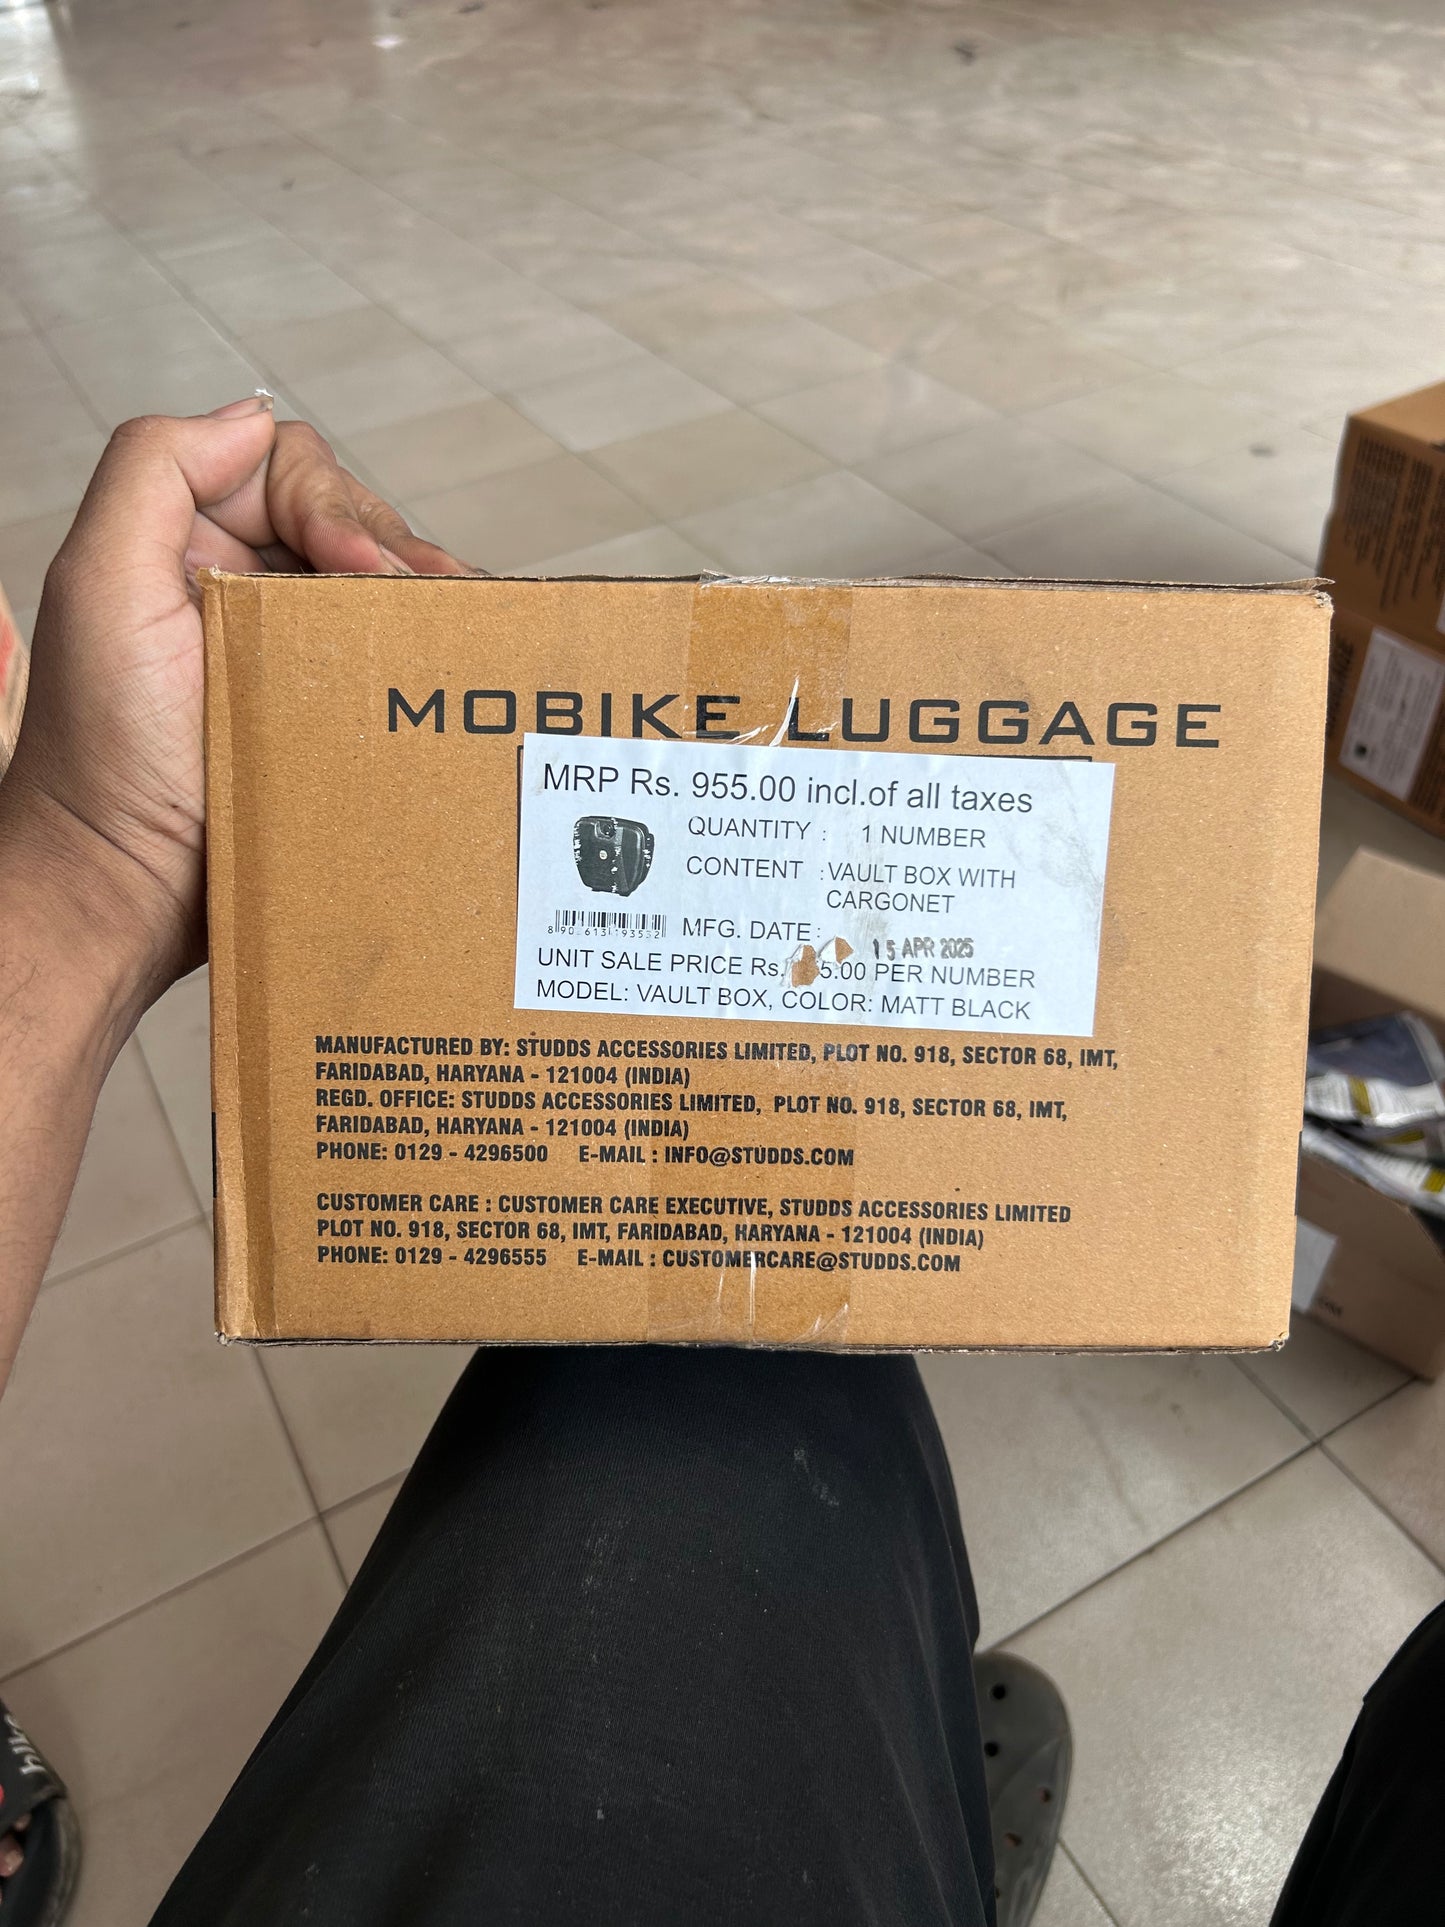 MOBIKE LUGGAGE
MRP Rs. 955.00 incl.of all taxes
QUANTITY : 1 NUMBER
CONTENT : VAULT BOX WITH
CARGONET
MFG. DATE : 15 APR 2025
UNIT SALE PRICE Rs. 5.00 PER NUMBER
MODEL: VAULT BOX, COLOR: MATT BLACK
MANUFACTURED BY: STUDDS ACCESSORIES LIMITED, PLOT NO. 918, SECTOR 68, IMT,
FARIDABAD, HARYANA - 121004 (INDIA)
REGD. OFFICE: STUDDS ACCESSORIES LIMITED, PLOT NO. 918, SECTOR 68, IMT,
FARIDABAD, HARYANA - 121004 (INDIA)
PHONE: 0129 - 4296500 E-MAIL : INFO@STUDDS.COM
CUSTOMER CARE : CUSTOMER CARE EXECUTIVE, STUDDS ACCESSORIES LIMITED
PLOT NO. 918, SECTOR 68, IMT, FARIDABAD, HARYANA - 121004 (INDIA)
PHONE: 0129 - 4296555 E-MAIL : CUSTOMERCARE@STUDDS.COM